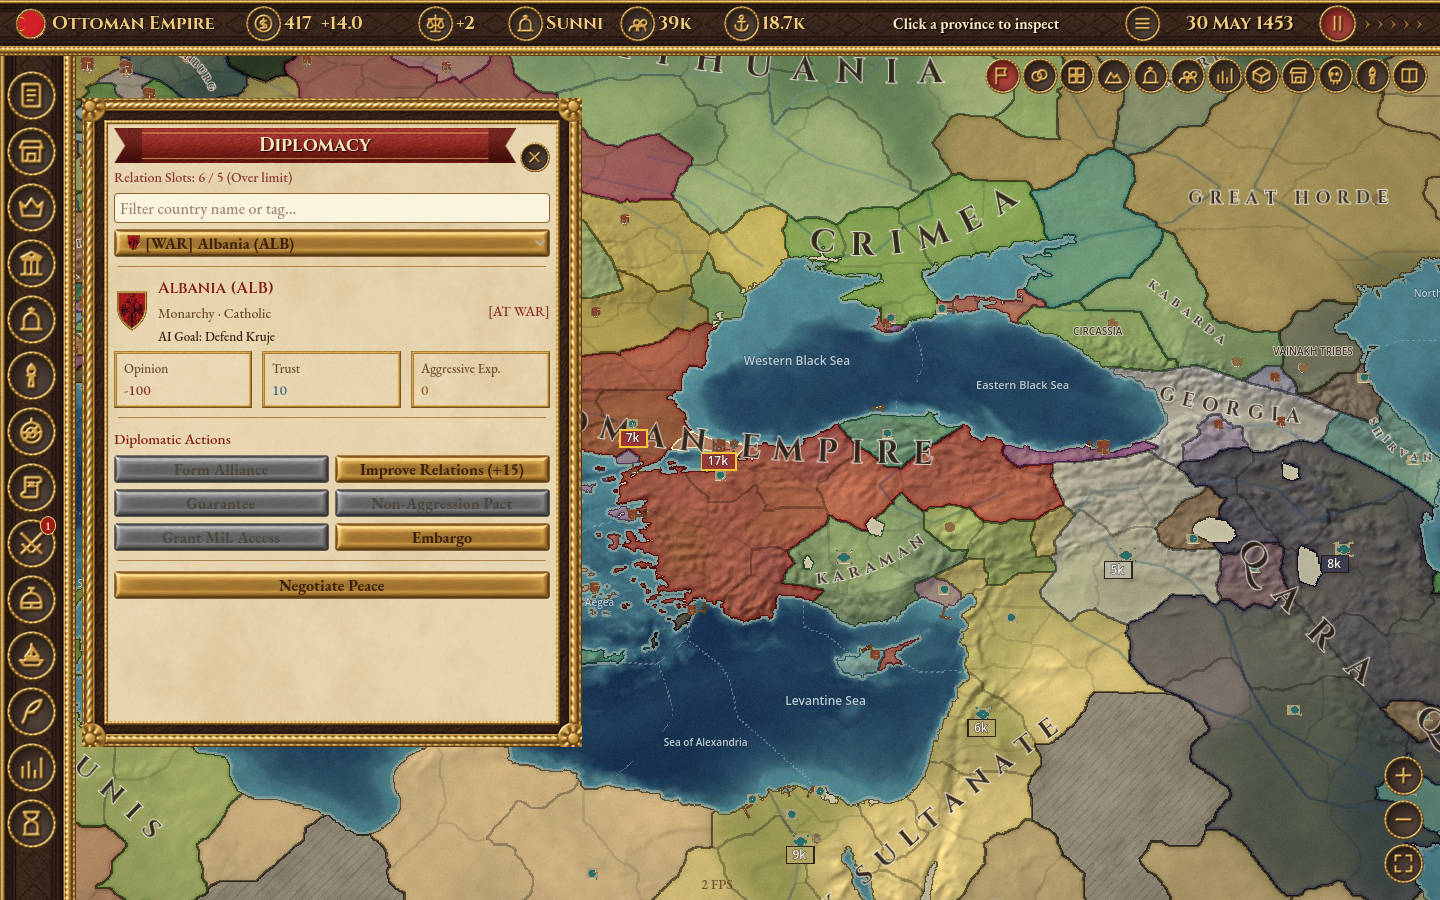 OTTOMAN EMPIRE
417 +14.0
+2
SUNNI
39K
18.7K
Click a province to inspect
30 MAY 1453
DIPLOMACY
Relation Slots: 6 / 5 (Over limit)
Filter country name or tag...
[WAR] Albania (ALB)
ALBANIA (ALB)
Monarchy · Catholic
[AT WAR]
AI Goal: Defend Kruje
Opinion
-100
Trust
10
Aggressive Exp.
0
Diplomatic Actions
Form Alliance
Improve Relations (+15)
Guarantee
Non-Aggression Pact
Grant Mil. Access
Embargo
Negotiate Peace
1
THUANIA
CRIMEA
GREAT HORDE
KABARDA
North
CIRCASSIA
VAINAKH TRIBES
Western Black Sea
Eastern Black Sea
GEORGIA
SHIRVAN
OMAN EMPIRE
7k
17k
KARAMAN
5k
QARA Q
8k
Aegea
Levantine Sea
Sea of Alexandria
6k
SULTANATE
UNIS
9k
2 FPS